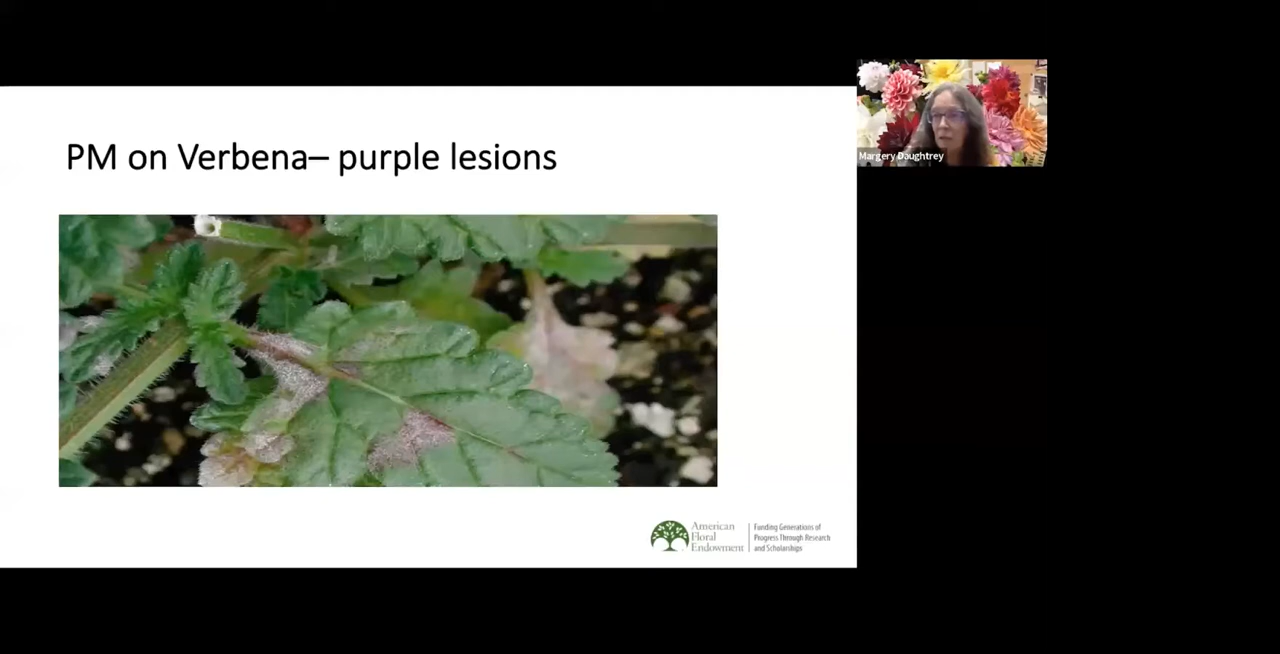 PM on Verbena– purple lesions
Margery Daughtrey
American
Floral
Endowment
Funding Generations of
Progress Through Research
and Scholarships